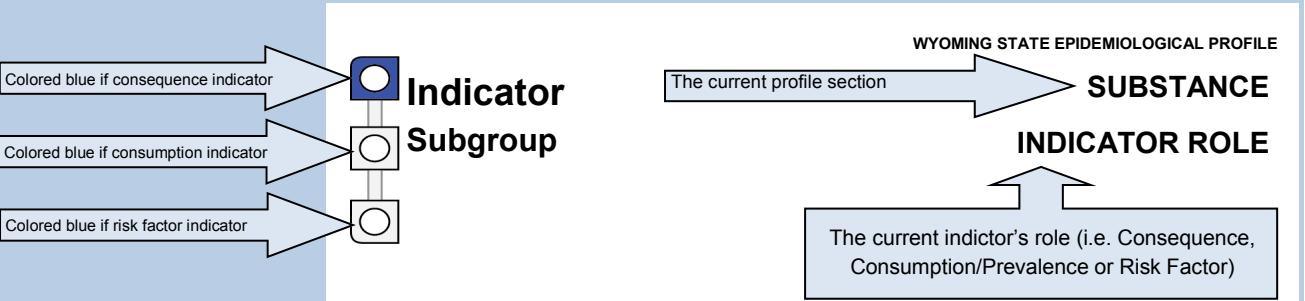 WYOMING STATE EPIDEMIOLOGICAL PROFILE
Colored blue if consequence indicator
Indicator
The current profile section
SUBSTANCE
Colored blue if consumption indicator
Subgroup
INDICATOR ROLE
Colored blue if risk factor indicator
The current indictor’s role (i.e. Consequence,
Consumption/Prevalence or Risk Factor)